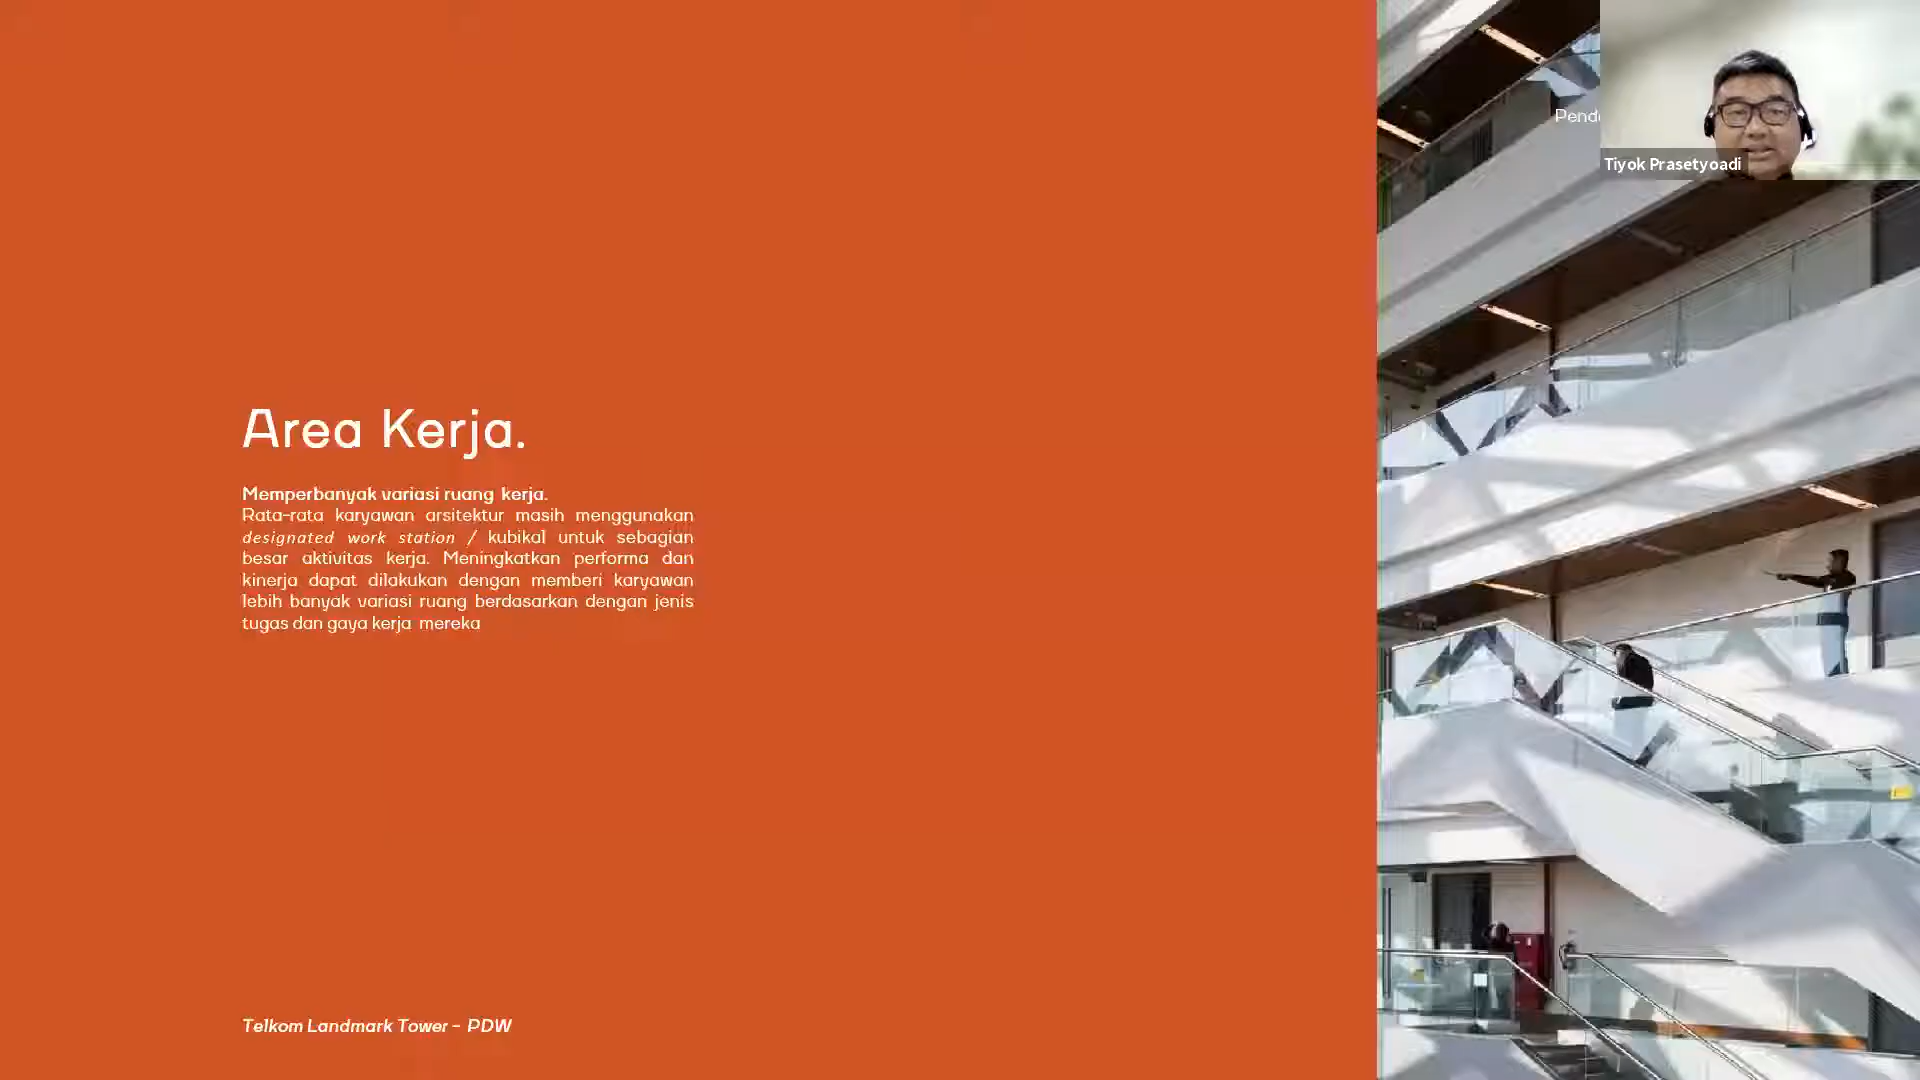 Pend
Tiyok Prasetyoadi
Area Kerja.
Memperbanyak variasi ruang kerja.
Rata-rata karyawan arsitektur masih menggunakan
designated work station / kubikal untuk sebagian
besar aktivitas kerja. Meningkatkan performa dan
kinerja dapat dilakukan dengan memberi karyawan
lebih banyak variasi ruang berdasarkan dengan jenis
tugas dan gaya kerja mereka
Telkom Landmark Tower - PDW